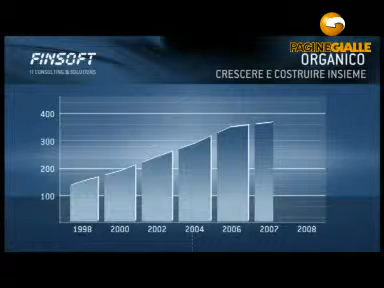 PAGINEGIALLE
FINSOFT
IT CONSULTING & SOLUTIONS
ORGANICO
CRESCERE E COSTRUIRE INSIEME
400
300
200
100
1998 2000 2002 2004 2006 2007 2008